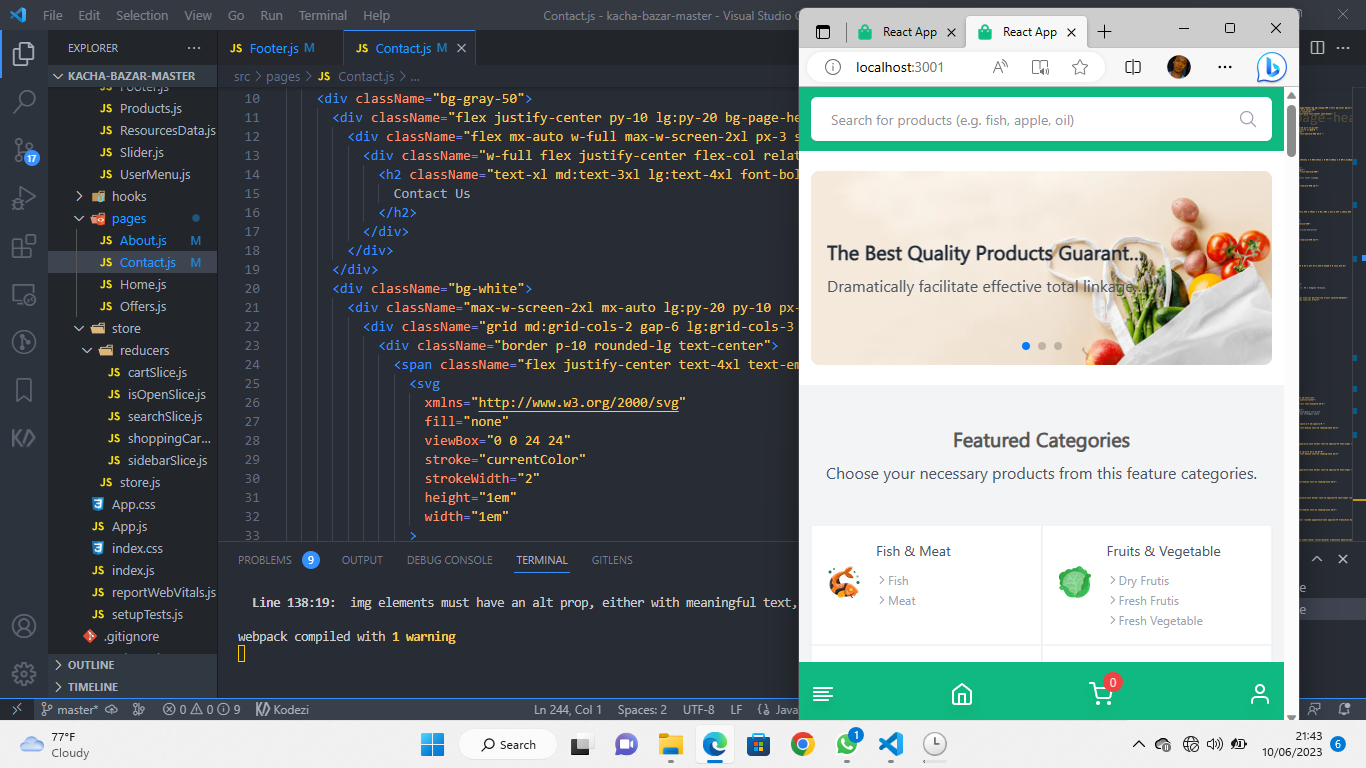 File Edit Selection View Go Run Terminal Help
Contact.js - kacha-bazar-master - Visual Studio
EXPLORER
KACHA-BAZAR-MASTER
Footer.js
Products.js
ResourcesData.js
Slider.js
UserMenu.js
hooks
pages
About.js M
Contact.js M
Home.js
Offers.js
store
reducers
cartSlice.js
isOpenSlice.js
searchSlice.js
shoppingCar...
sidebarSlice.js
store.js
App.css
App.js
index.css
index.js
reportWebVitals.js
setupTests.js
.gitignore
OUTLINE
TIMELINE
JS Footer.js M
JS Contact.js M
src > pages > JS Contact.js > ...
10 <div className="bg-gray-50">
11 <div className="flex justify-center py-10 lg:py-20 bg-page-he
12 <div className="flex mx-auto w-full max-w-screen-2xl px-3 s
13 <div className="w-full flex justify-center flex-col relat
14 <h2 className="text-xl md:text-3xl lg:text-4xl font-bol
15 Contact Us
16 </h2>
17 </div>
18 </div>
19 </div>
20 <div className="bg-white">
21 <div className="max-w-screen-2xl mx-auto lg:py-20 py-10 px-
22 <div className="grid md:grid-cols-2 gap-6 lg:grid-cols-3
23 <div className="border p-10 rounded-lg text-center">
24 <span className="flex justify-center text-4xl text-em
25 <svg
26 xmlns="http://www.w3.org/2000/svg"
27 fill="none"
28 viewBox="0 0 24 24"
29 stroke="currentColor"
30 strokeWidth="2"
31 height="1em"
32 width="1em"
33 >
PROBLEMS 9 OUTPUT DEBUG CONSOLE TERMINAL GITLENS
Line 138:19: img elements must have an alt prop, either with meaningful text,
webpack compiled with 1 warning
17
master* 0 0 9 Kodezi
Ln 244, Col 1 Spaces: 2 UTF-8 LF {} Java
React App
React App
localhost:3001
Search for products (e.g. fish, apple, oil)
The Best Quality Products Guarant...
Dramatically facilitate effective total linkage...
Featured Categories
Choose your necessary products from this feature categories.
Fish & Meat
Fish
Meat
Fruits & Vegetable
Dry Frutis
Fresh Frutis
Fresh Vegetable
0
page-hea
77°F
Cloudy
Search
1
21:43
10/06/2023
6